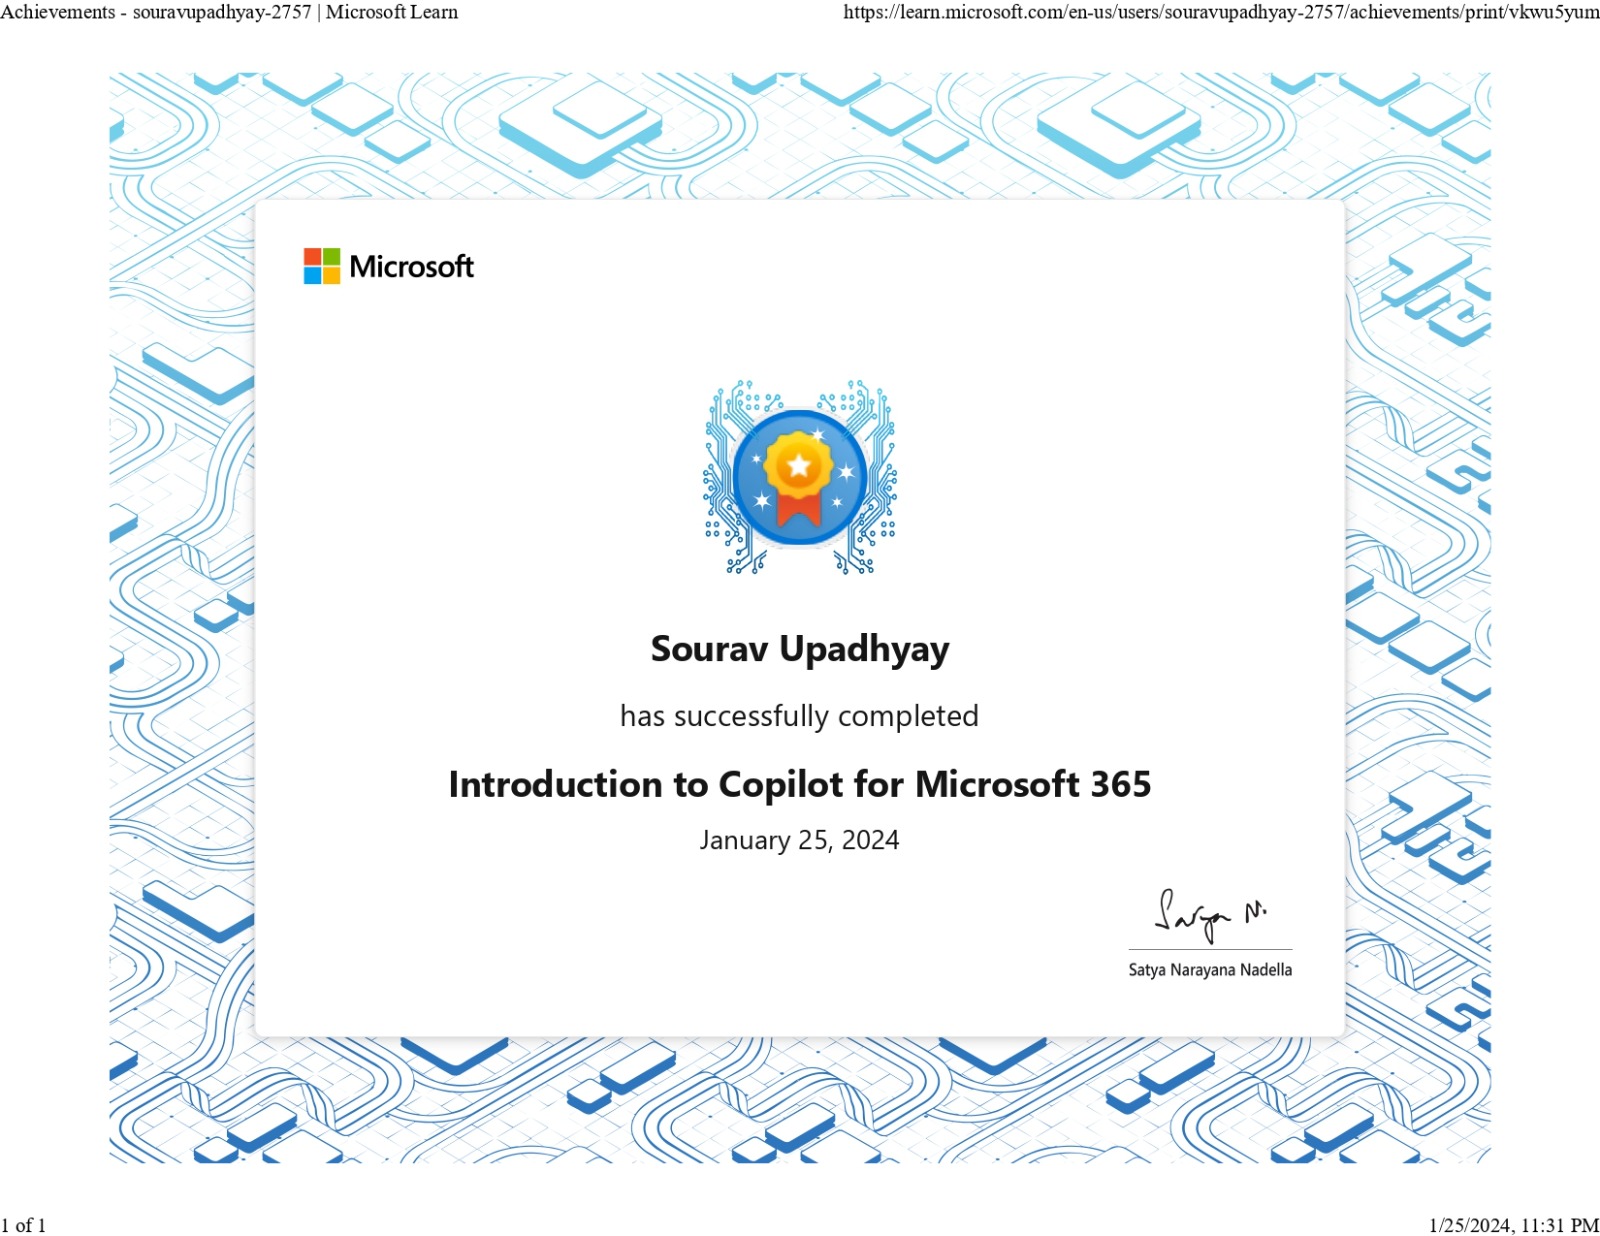 Achievements - souravupadhyay-2757 | Microsoft Learn
https://learn.microsoft.com/en-us/users/souravupadhyay-2757/achievements/print/vkwu5yum
Microsoft
Sourav Upadhyay
has successfully completed
Introduction to Copilot for Microsoft 365
January 25, 2024
Satya N.
Satya Narayana Nadella
1 of 1
1/25/2024, 11:31 PM